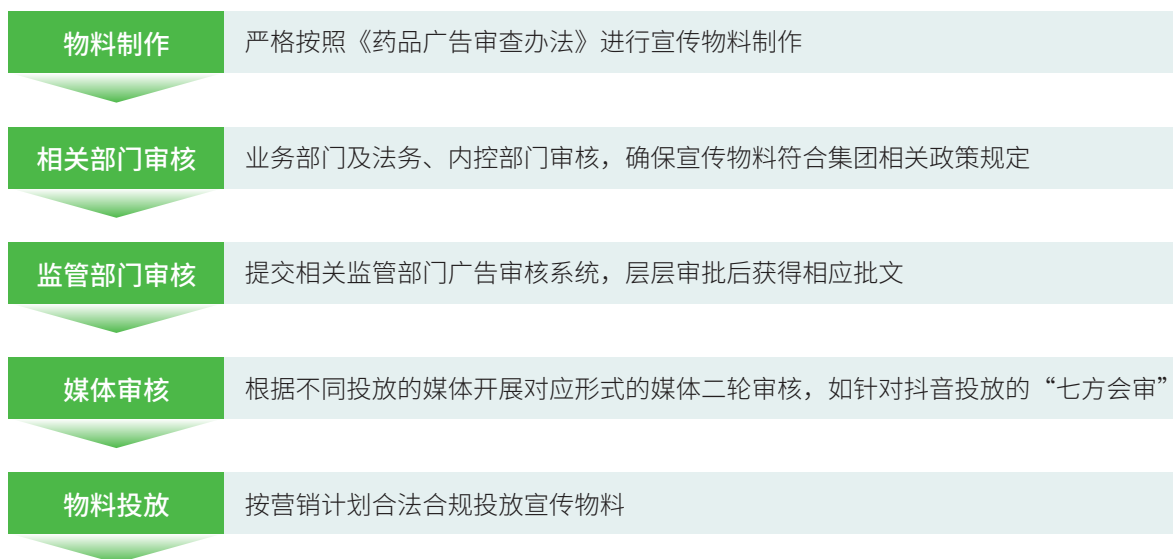 物料制作
严格按照《药品广告审查办法》进行宣传物料制作
相关部门审核
业务部门及法务、内控部门审核，确保宣传物料符合集团相关政策规定
监管部门审核
提交相关监管部门广告审核系统，层层审批后获得相应批文
媒体审核
根据不同投放的媒体开展对应形式的媒体二轮审核，如针对抖音投放的“七方会审”
物料投放
按营销计划合法合规投放宣传物料